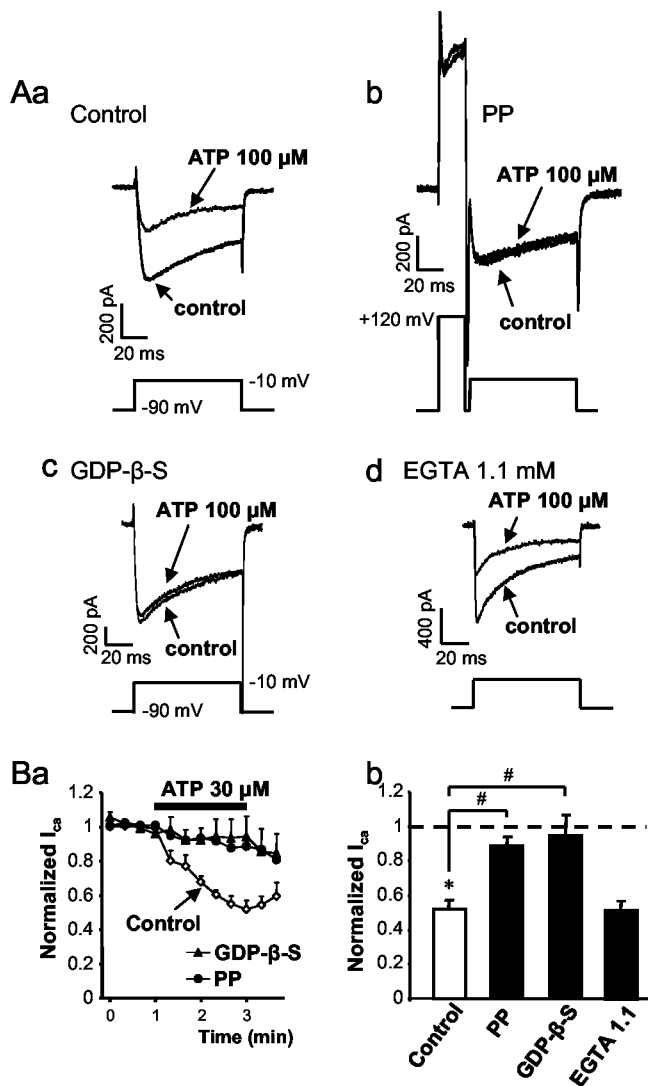 Aa
Control
ATP 100 µM
control
200 pA
20 ms
-10 mV
-90 mV
b
PP
ATP 100 µM
control
200 pA
20 ms
+120 mV
c
GDP-β-S
ATP 100 µM
control
200 pA
20 ms
-10 mV
-90 mV
d
EGTA 1.1 mM
ATP 100 µM
control
400 pA
20 ms
Ba
ATP 30 µM
Normalized Ica
1.2
1
0.8
0.6
0.4
0.2
0
Control
GDP-β-S
PP
0 1 2 3
Time (min)
b
#
#
*
Normalized Ica
1.2
1
0.8
0.6
0.4
0.2
0
Control
PP
GDP-β-S
EGTA 1.1